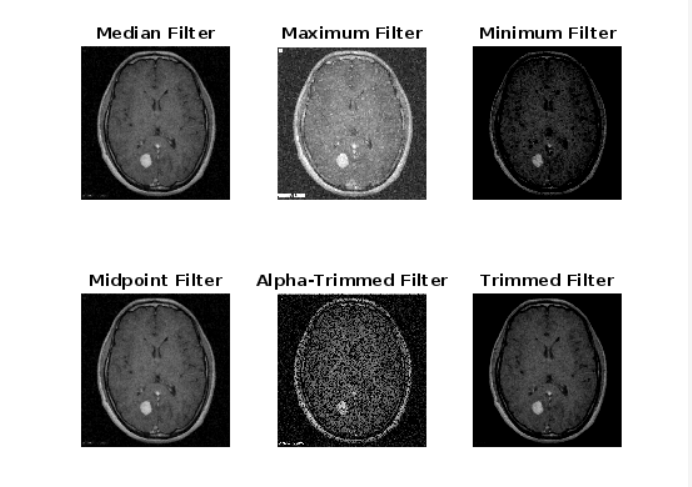 Median Filter
Maximum Filter
Minimum Filter
Midpoint Filter
Alpha-Trimmed Filter
Trimmed Filter